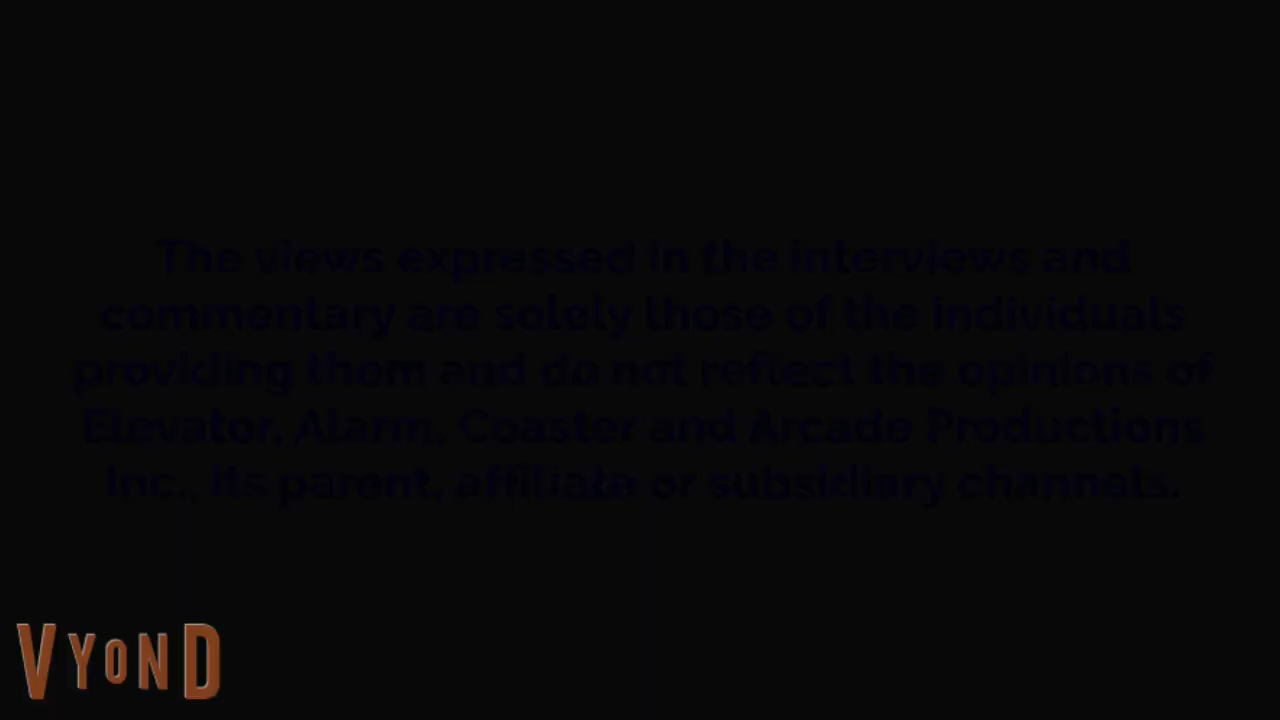 The views expressed in the interviews and
commentary are solely those of the individuals
providing them and do not reflect the opinions of
Elevator, Alarm, Coaster and Arcade Productions
Inc., its parent, affiliate or subsidiary channels.
VYOND